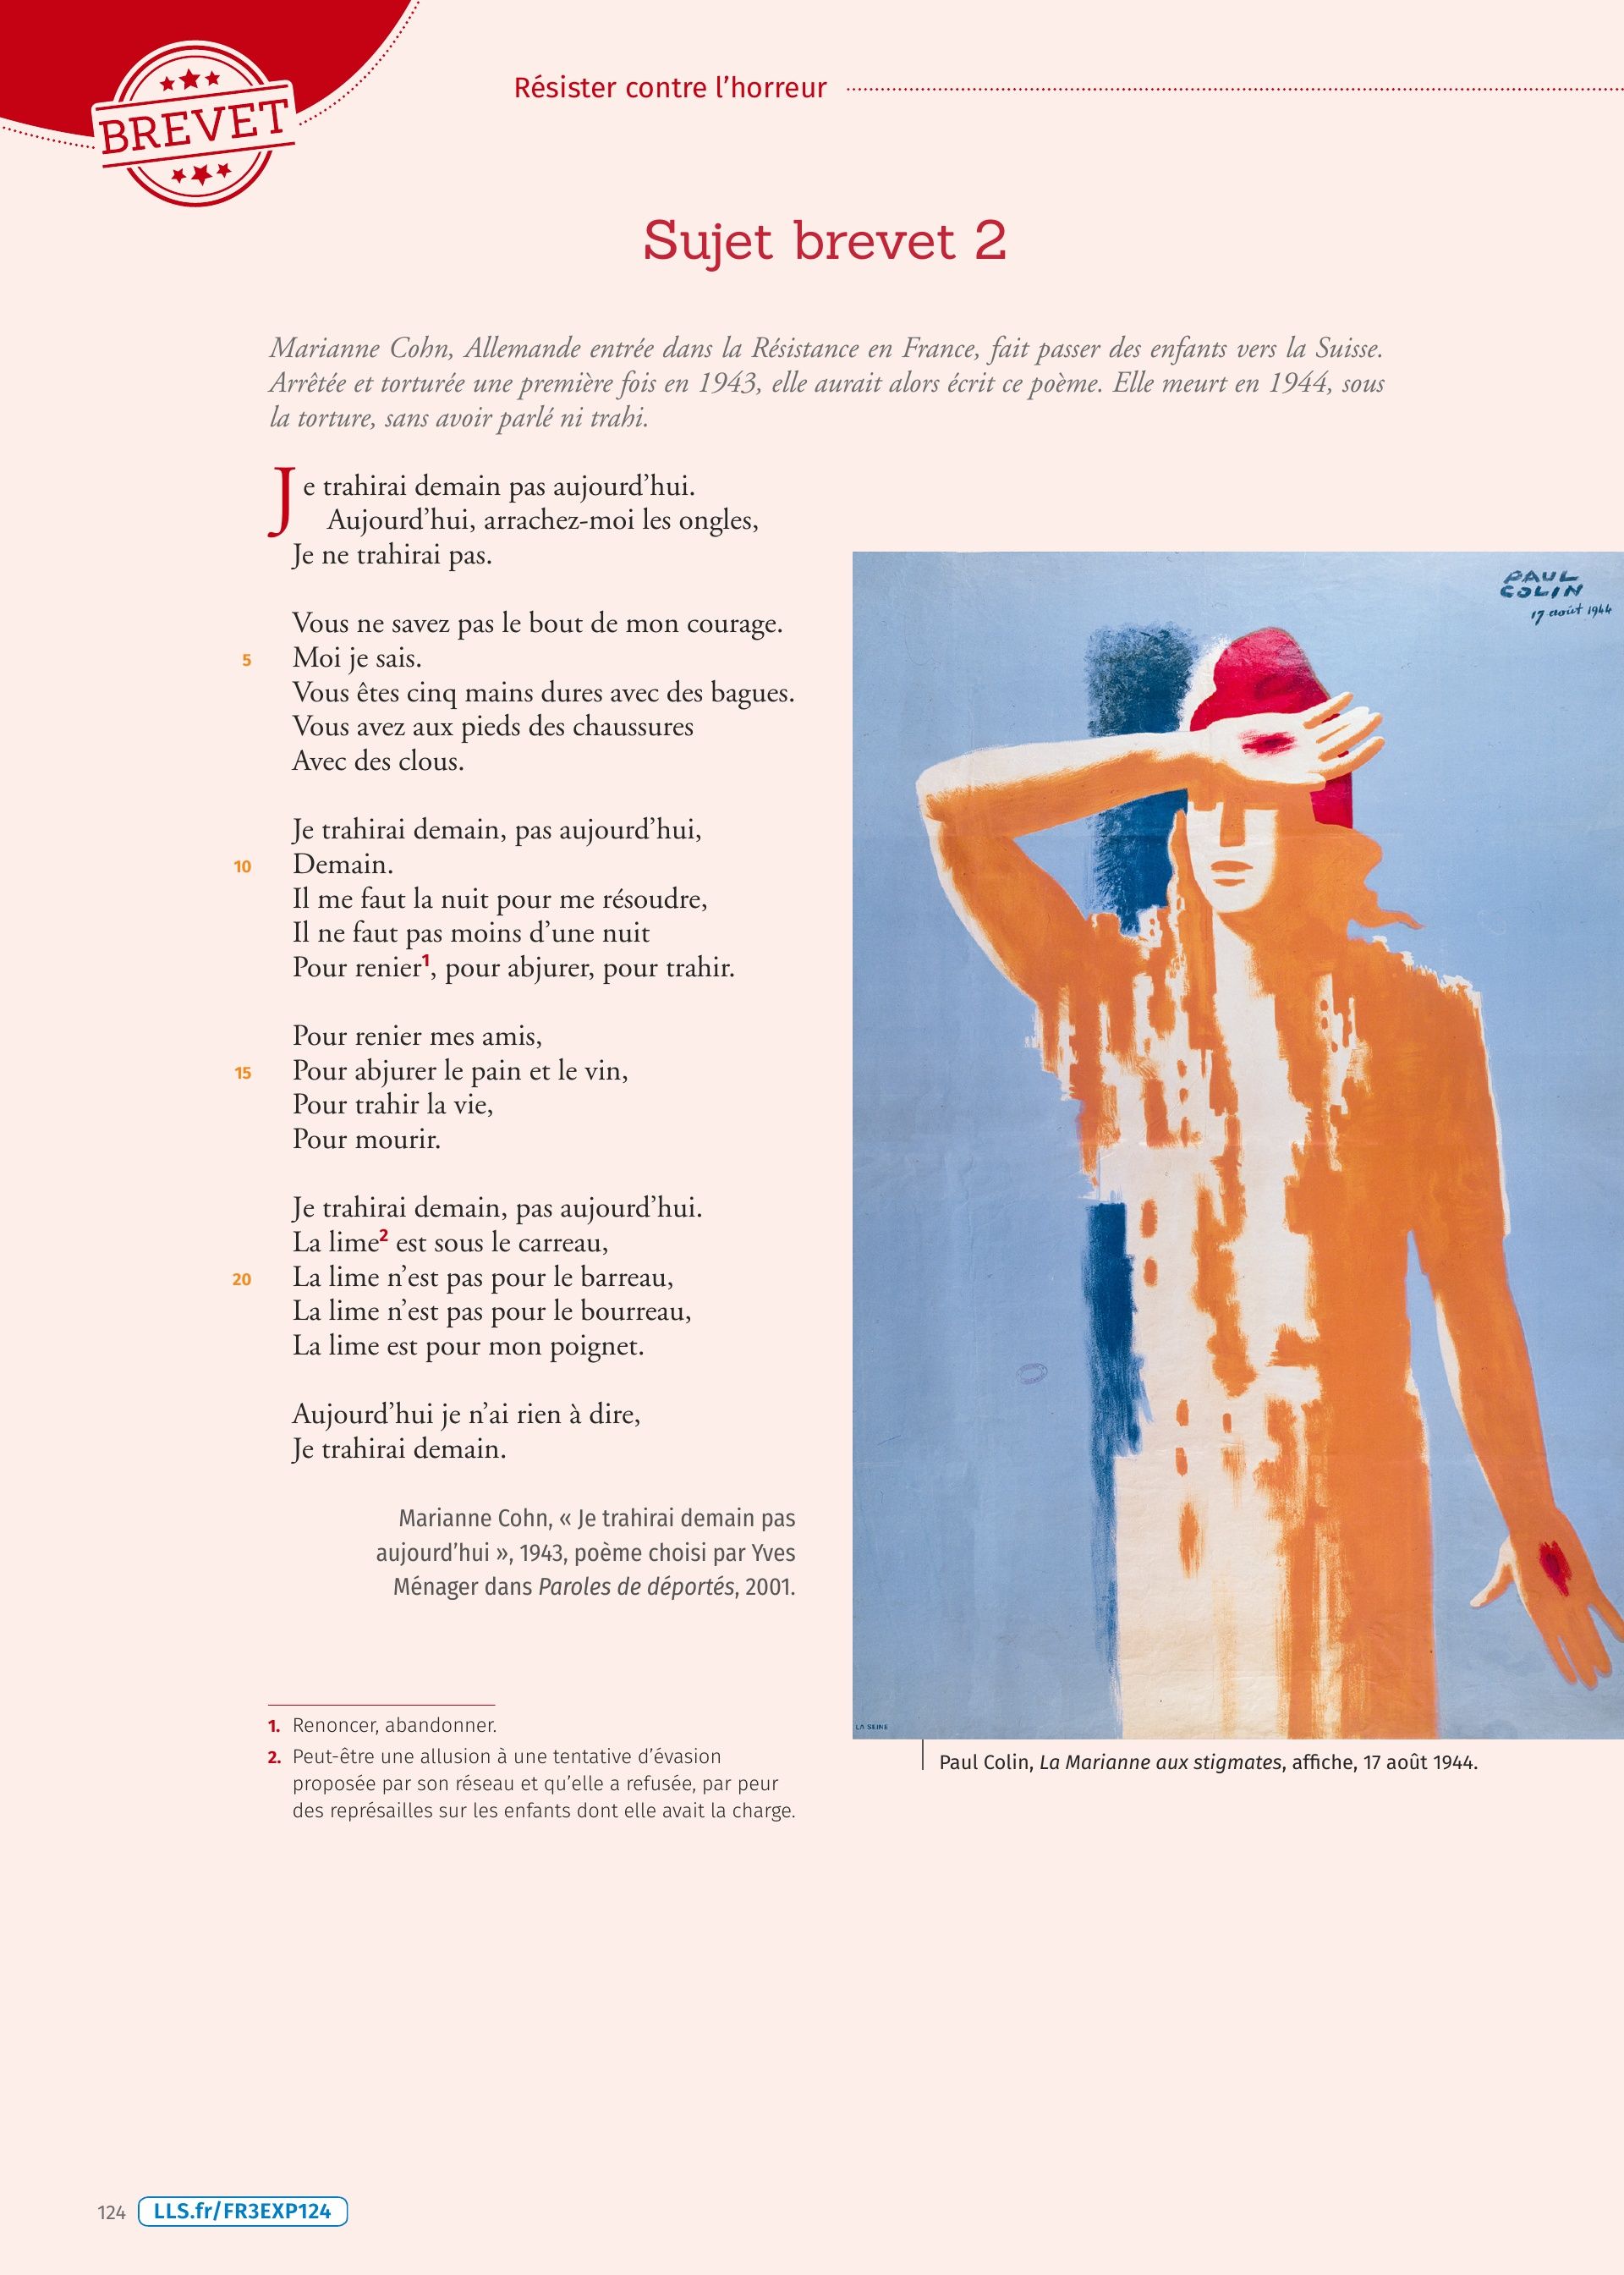 Résister contre l'horreur
BREVET
Sujet brevet 2
Marianne Cohn, Allemande entrée dans la Résistance en France, fait passer des enfants vers la Suisse.
Arrêtée et torturée une première fois en 1943, elle aurait alors écrit ce poème. Elle meurt en 1944, sous
la torture, sans avoir parlé ni trahi.
Je trahirai demain pas aujourd'hui.
Aujourd'hui, arrachez-moi les ongles,
Je ne trahirai pas.
Vous ne savez pas le bout de mon courage.
5 Moi je sais.
Vous êtes cinq mains dures avec des bagues.
Vous avez aux pieds des chaussures
Avec des clous.
Je trahirai demain, pas aujourd'hui,
10 Demain.
Il me faut la nuit pour me résoudre,
Il ne faut pas moins d'une nuit
Pour renier1, pour abjurer, pour trahir.
Pour renier mes amis,
15 Pour abjurer le pain et le vin,
Pour trahir la vie,
Pour mourir.
Je trahirai demain, pas aujourd'hui.
La lime2 est sous le carreau,
20 La lime n'est pas pour le barreau,
La lime n'est pas pour le bourreau,
La lime est pour mon poignet.
Aujourd'hui je n'ai rien à dire,
Je trahirai demain.
Marianne Cohn, « Je trahirai demain pas
aujourd'hui », 1943, poème choisi par Yves
Ménager dans Paroles de déportés, 2001.
1. Renoncer, abandonner.
2. Peut-être une allusion à une tentative d'évasion
proposée par son réseau et qu'elle a refusée, par peur
des représailles sur les enfants dont elle avait la charge.
PAUL
COLIN
17 août 1944
LA SEINE
Paul Colin, La Marianne aux stigmates, affiche, 17 août 1944.
124 LLS.fr/FR3EXP124